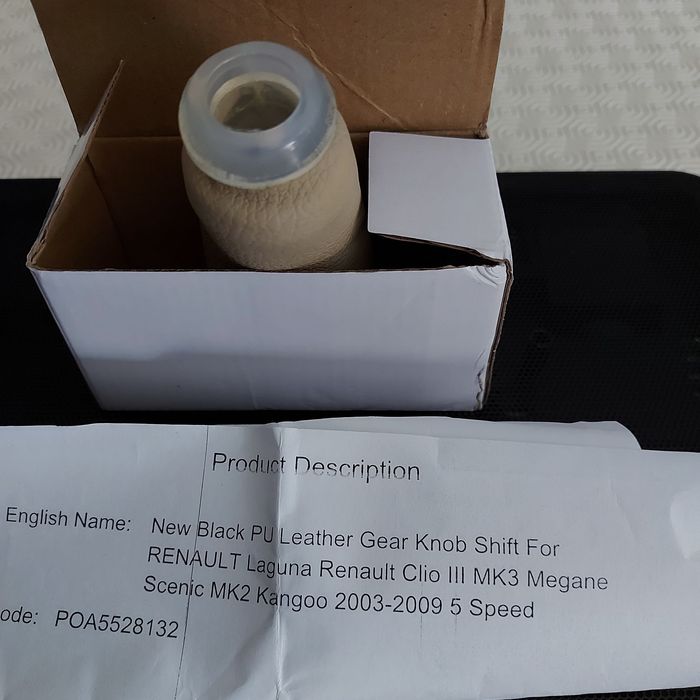 Product Description
English Name: New Black PU Leather Gear Knob Shift For
RENAULT Laguna Renault Clio III MK3 Megane
Scenic MK2 Kangoo 2003-2009 5 Speed
ode: POA5528132